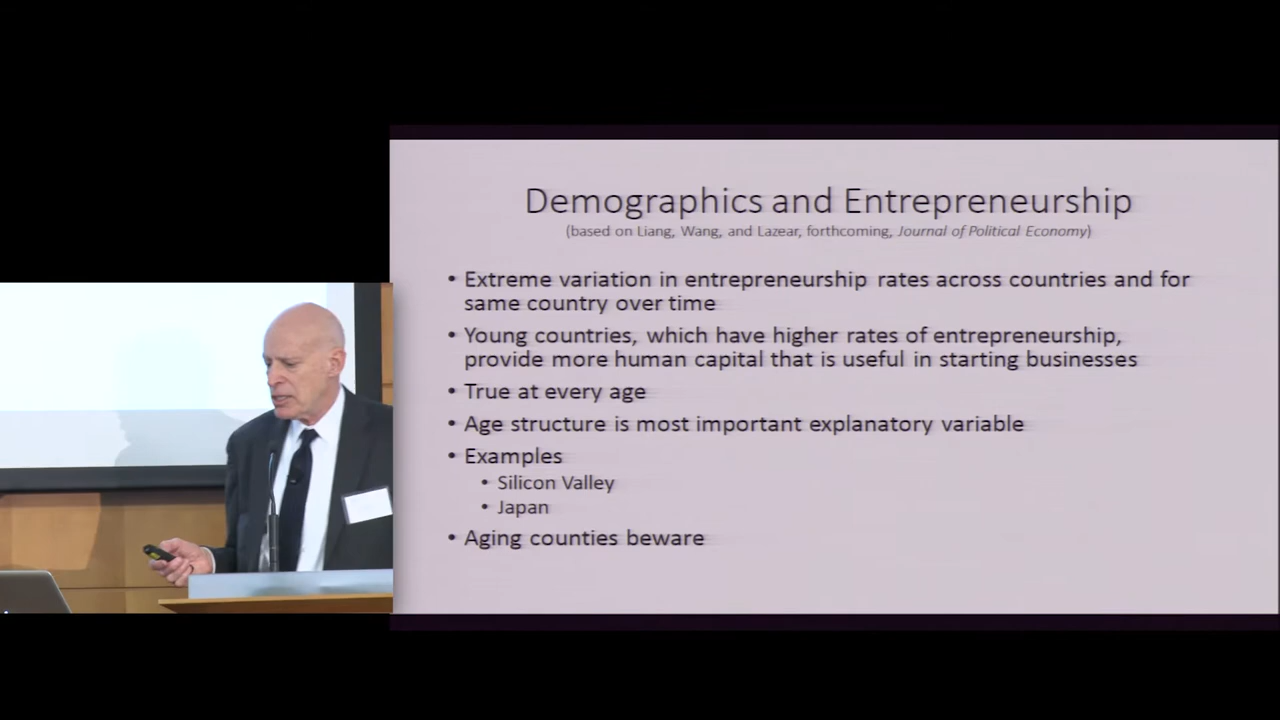 Demographics and Entrepreneurship
(based on Liang, Wang, and Lazear, forthcoming, Journal of Political Economy)
• Extreme variation in entrepreneurship rates across countries and for
same country over time
• Young countries, which have higher rates of entrepreneurship,
provide more human capital that is useful in starting businesses
• True at every age
• Age structure is most important explanatory variable
• Examples
• Silicon Valley
• Japan
• Aging counties beware